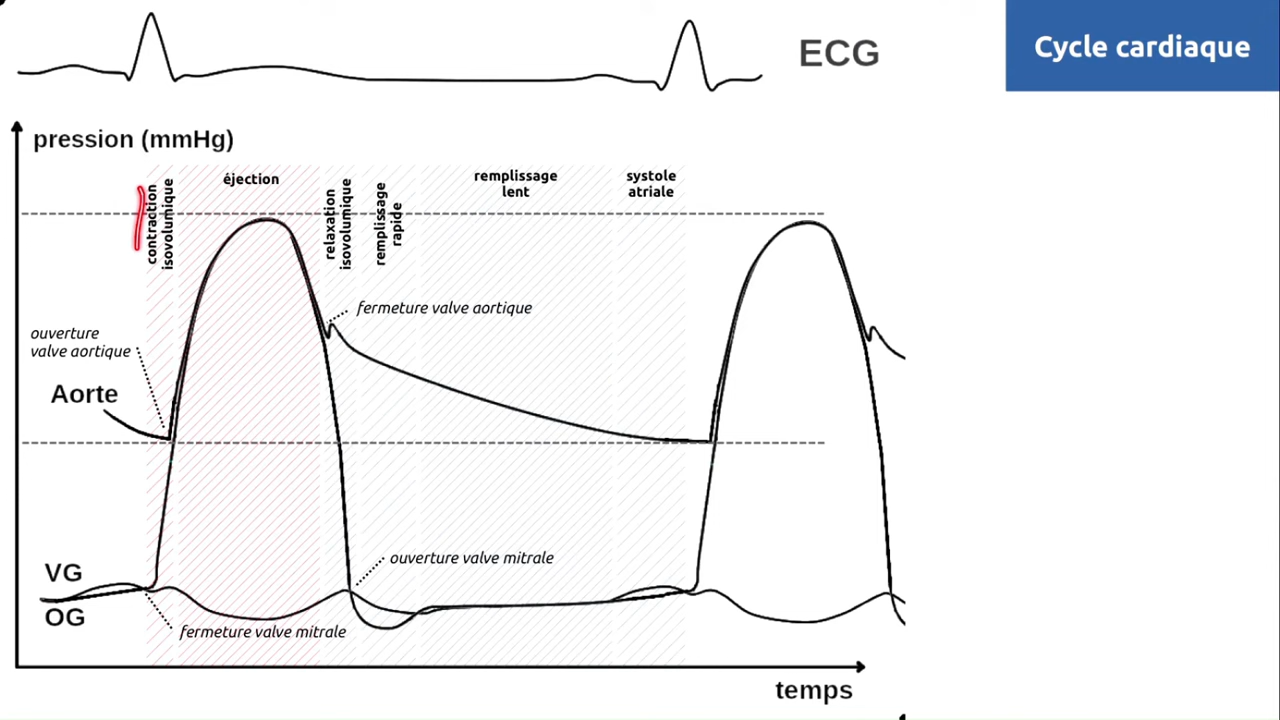 ECG
Cycle cardiaque
pression (mmHg)
contraction
isovolumique
éjection
relaxation
isovolumique
remplissage
rapide
remplissage
lent
systole
atriale
fermeture valve aortique
ouverture
valve aortique
Aorte
ouverture valve mitrale
VG
OG
fermeture valve mitrale
temps